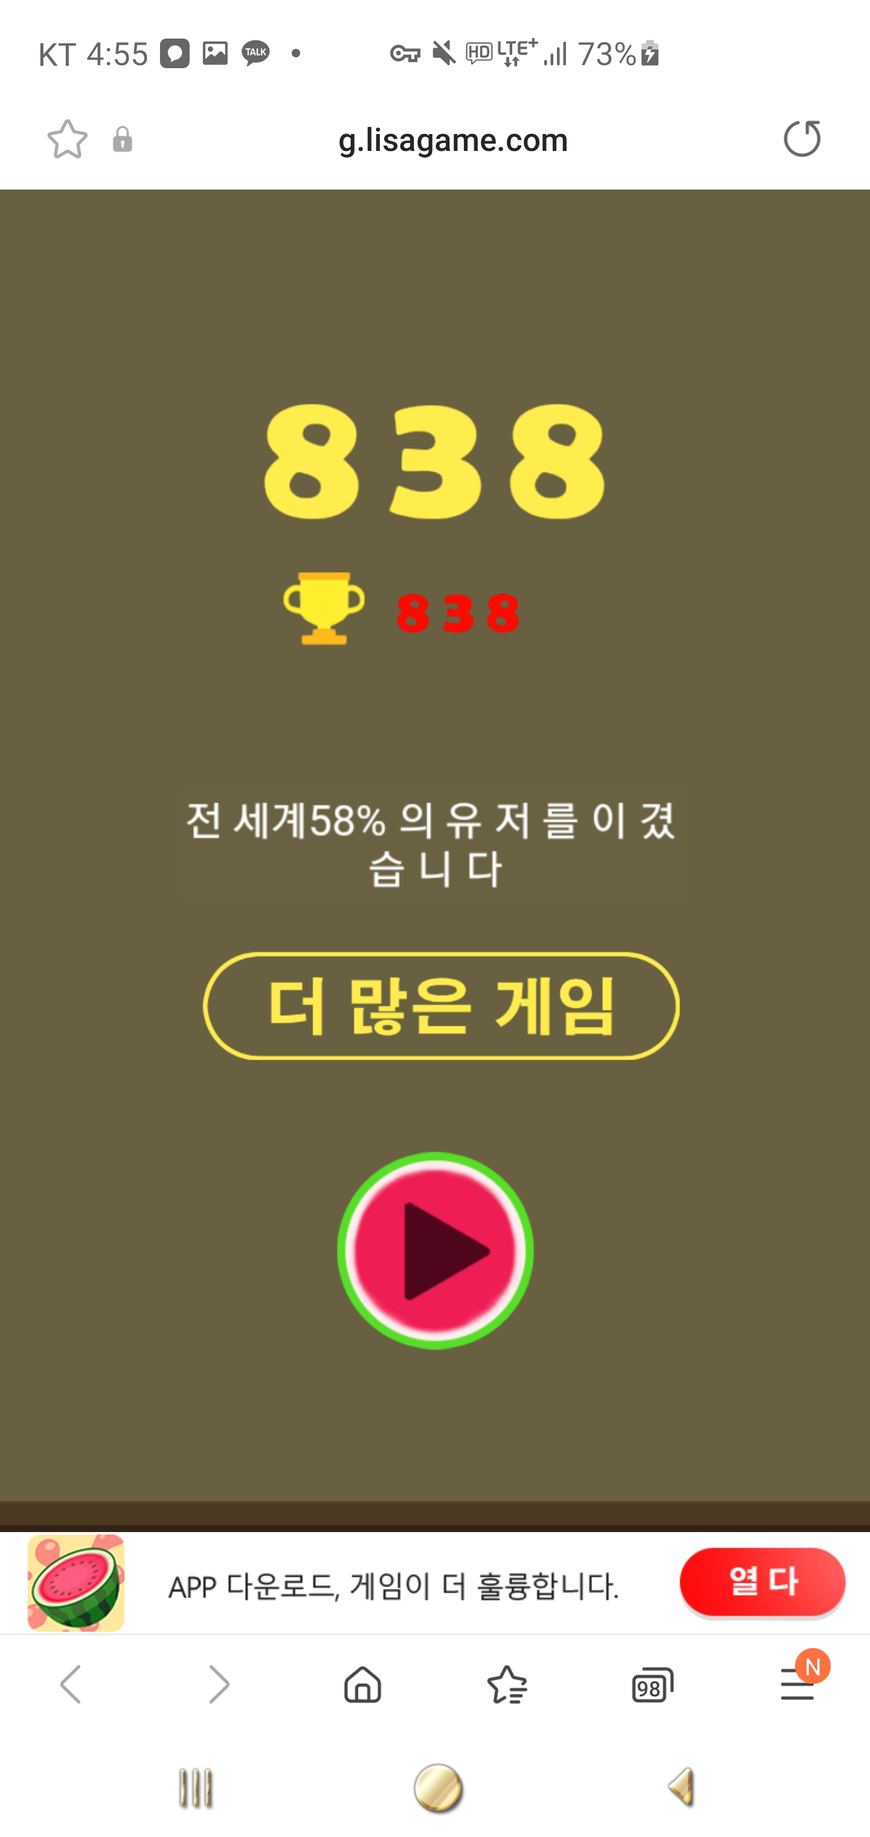 KT 4:55 TALK • HD LTE+ 73%
g.lisagame.com
838
838
전 세계58% 의 유 저 를 이 겼
습 니 다
더 많은 게임
APP 다운로드, 게임이 더 훌륭합니다.
열 다
98
N